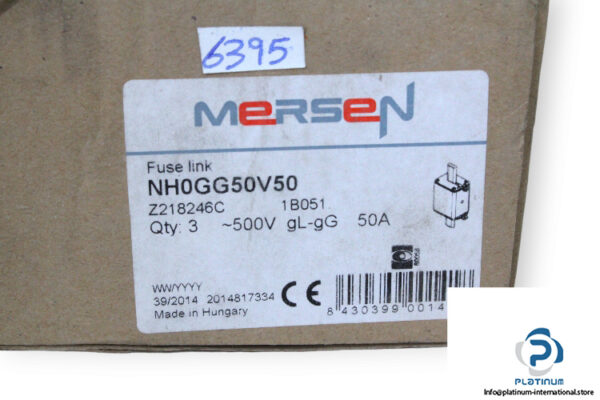 6395
MERSEN
Fuse link
NH0GG50V50
Z218246C 1B051
Qty: 3 ~500V gL-gG 50A
WW/YYYY
39/2014 2014817334 CE
Made in Hungary
8 430399 0014
PLATINUM
Info@platinum-international.store